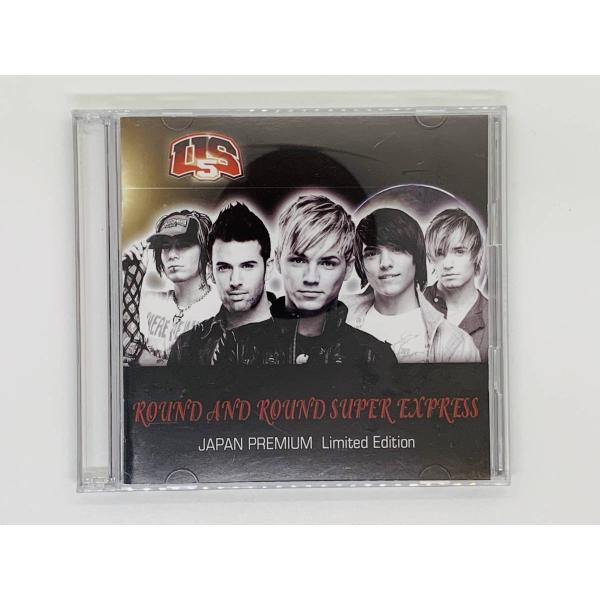 US5
ROUND AND ROUND SUPER EXPRESS
JAPAN PREMIUM Limited Edition